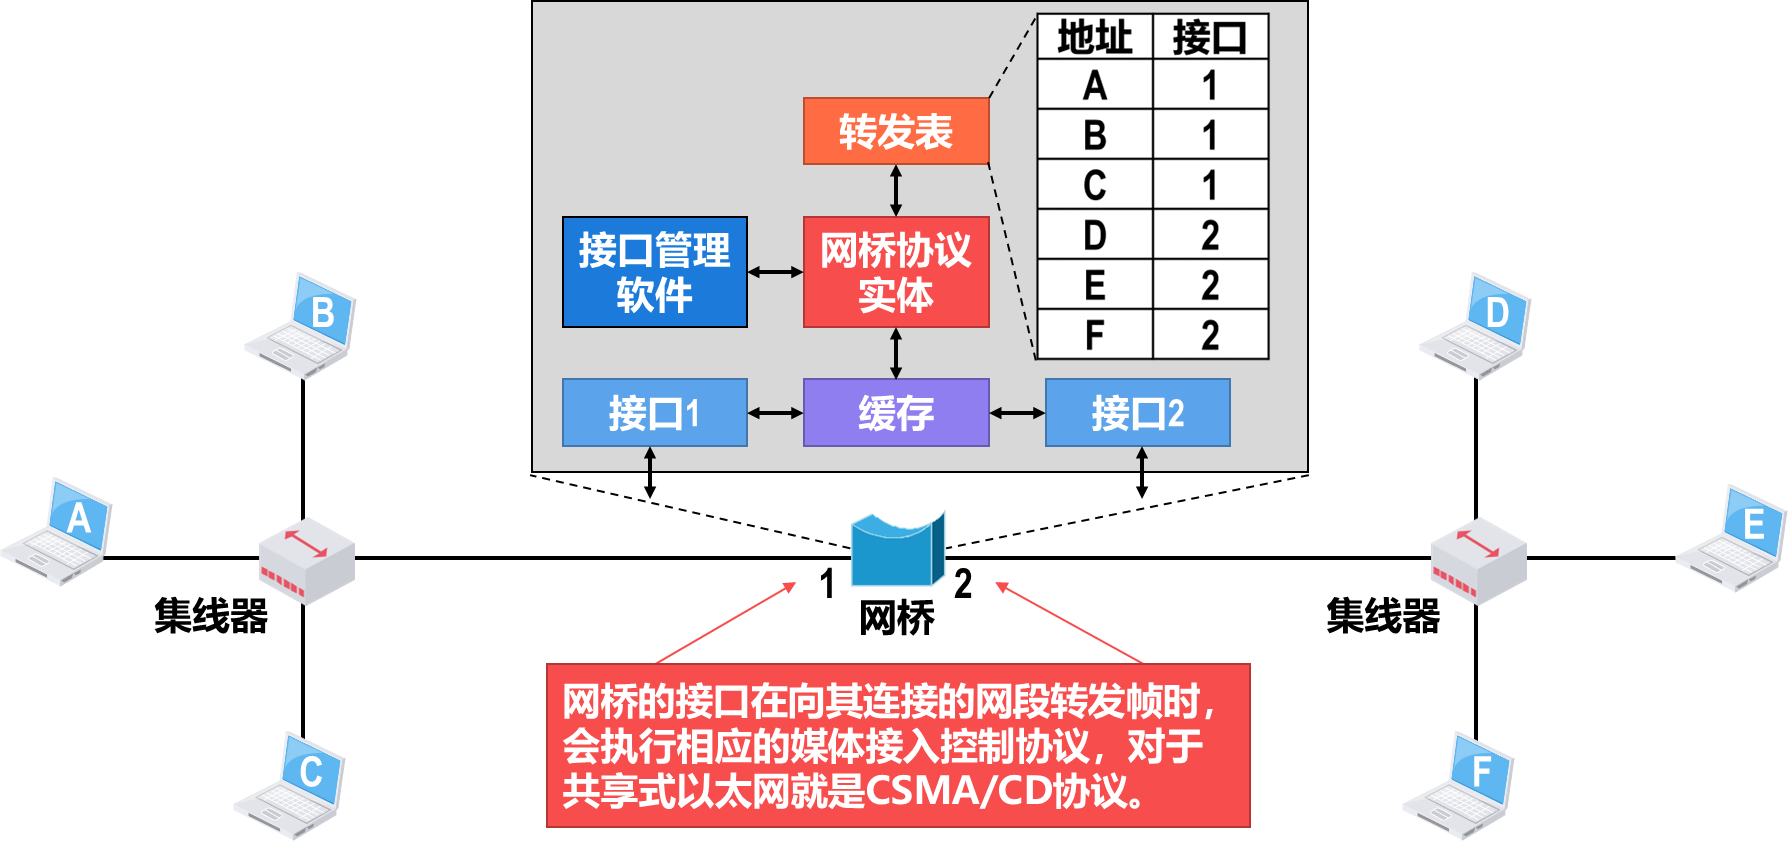 地址 接口
A 1
B 1
C 1
D 2
E 2
F 2
转发表
接口管理
软件
网桥协议
实体
接口1
缓存
接口2
B
A
C
D
E
F
集线器
1
2
网桥
集线器
网桥的接口在向其连接的网段转发帧时，
会执行相应的媒体接入控制协议，对于
共享式以太网就是CSMA/CD协议。